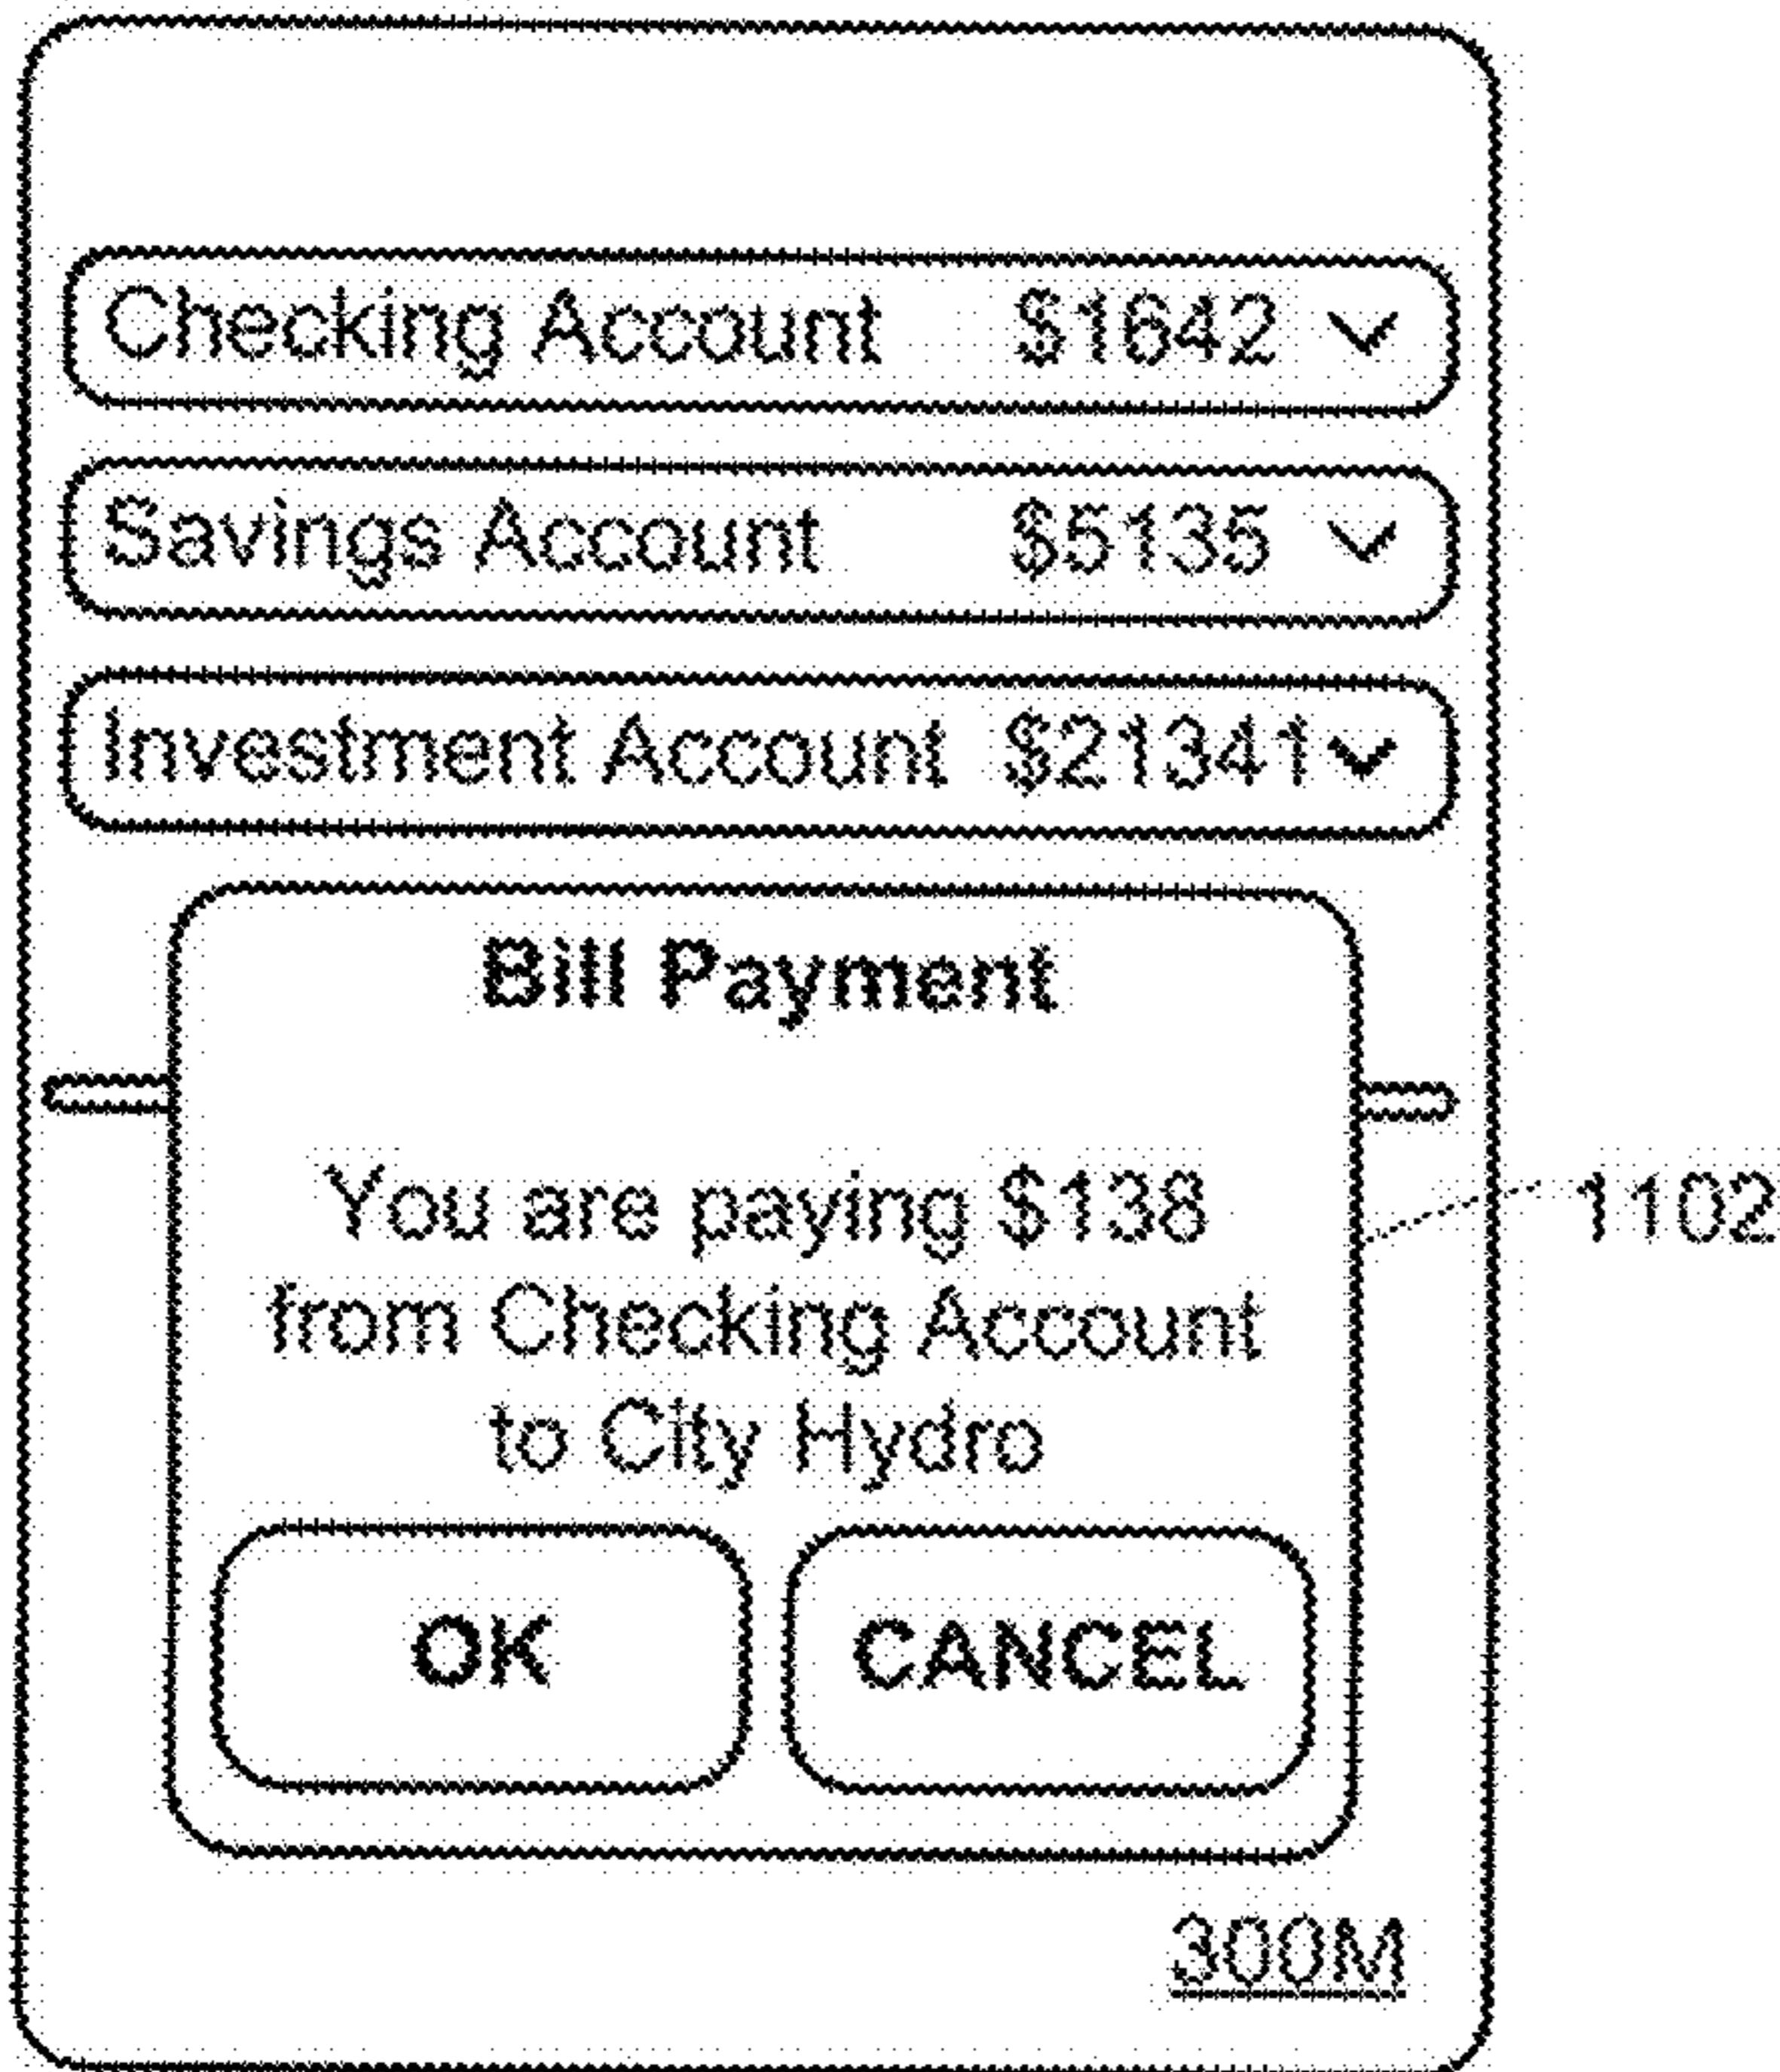 Checking Account $1642
Savings Account $5135
Investment Account $21341
Bill Payment
You are paying $138
from Checking Account
to City Hydro
OK CANCEL
1102
300M